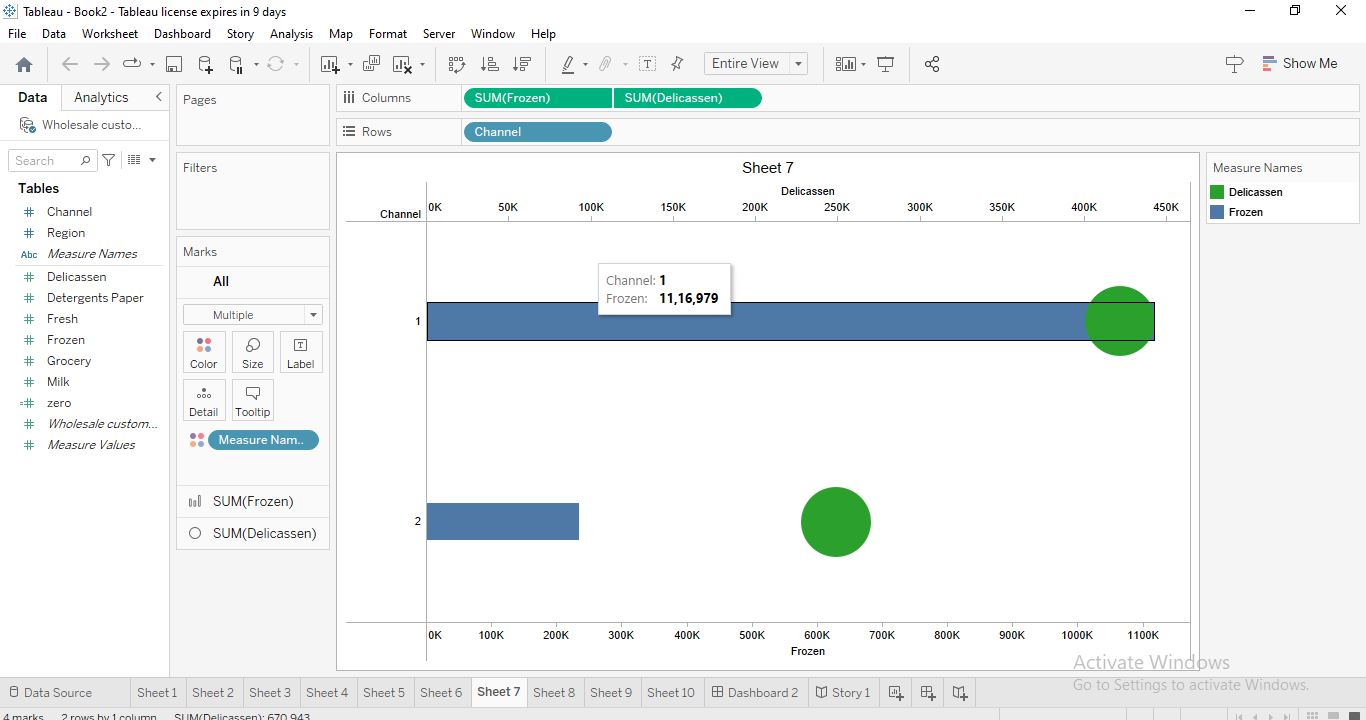 Tableau - Book2 - Tableau license expires in 9 days
File Data Worksheet Dashboard Story Analysis Map Format Server Window Help
Entire View
Show Me
Data Analytics
Wholesale custo...
Search
Tables
Channel
Region
Abc Measure Names
Delicassen
Detergents Paper
Fresh
Frozen
Grocery
Milk
zero
Wholesale custom...
Measure Values
Pages
Filters
Marks
All
Multiple
Color Size Label
Detail Tooltip
Measure Nam..
SUM(Frozen)
SUM(Delicassen)
Columns SUM(Frozen) SUM(Delicassen)
Rows Channel
Sheet 7
Delicassen
Channel 0K 50K 100K 150K 200K 250K 300K 350K 400K 450K
Channel: 1
Frozen: 11,16,979
1
2
0K 100K 200K 300K 400K 500K 600K 700K 800K 900K 1000K 1100K
Frozen
Measure Names
Delicassen
Frozen
Activate Windows
Go to Settings to activate Windows.
Data Source Sheet 1 Sheet 2 Sheet 3 Sheet 4 Sheet 5 Sheet 6 Sheet 7 Sheet 8 Sheet 9 Sheet 10 Dashboard 2 Story 1
4 marks 2 rows by 1 column SUM(Delicassen): 670,943